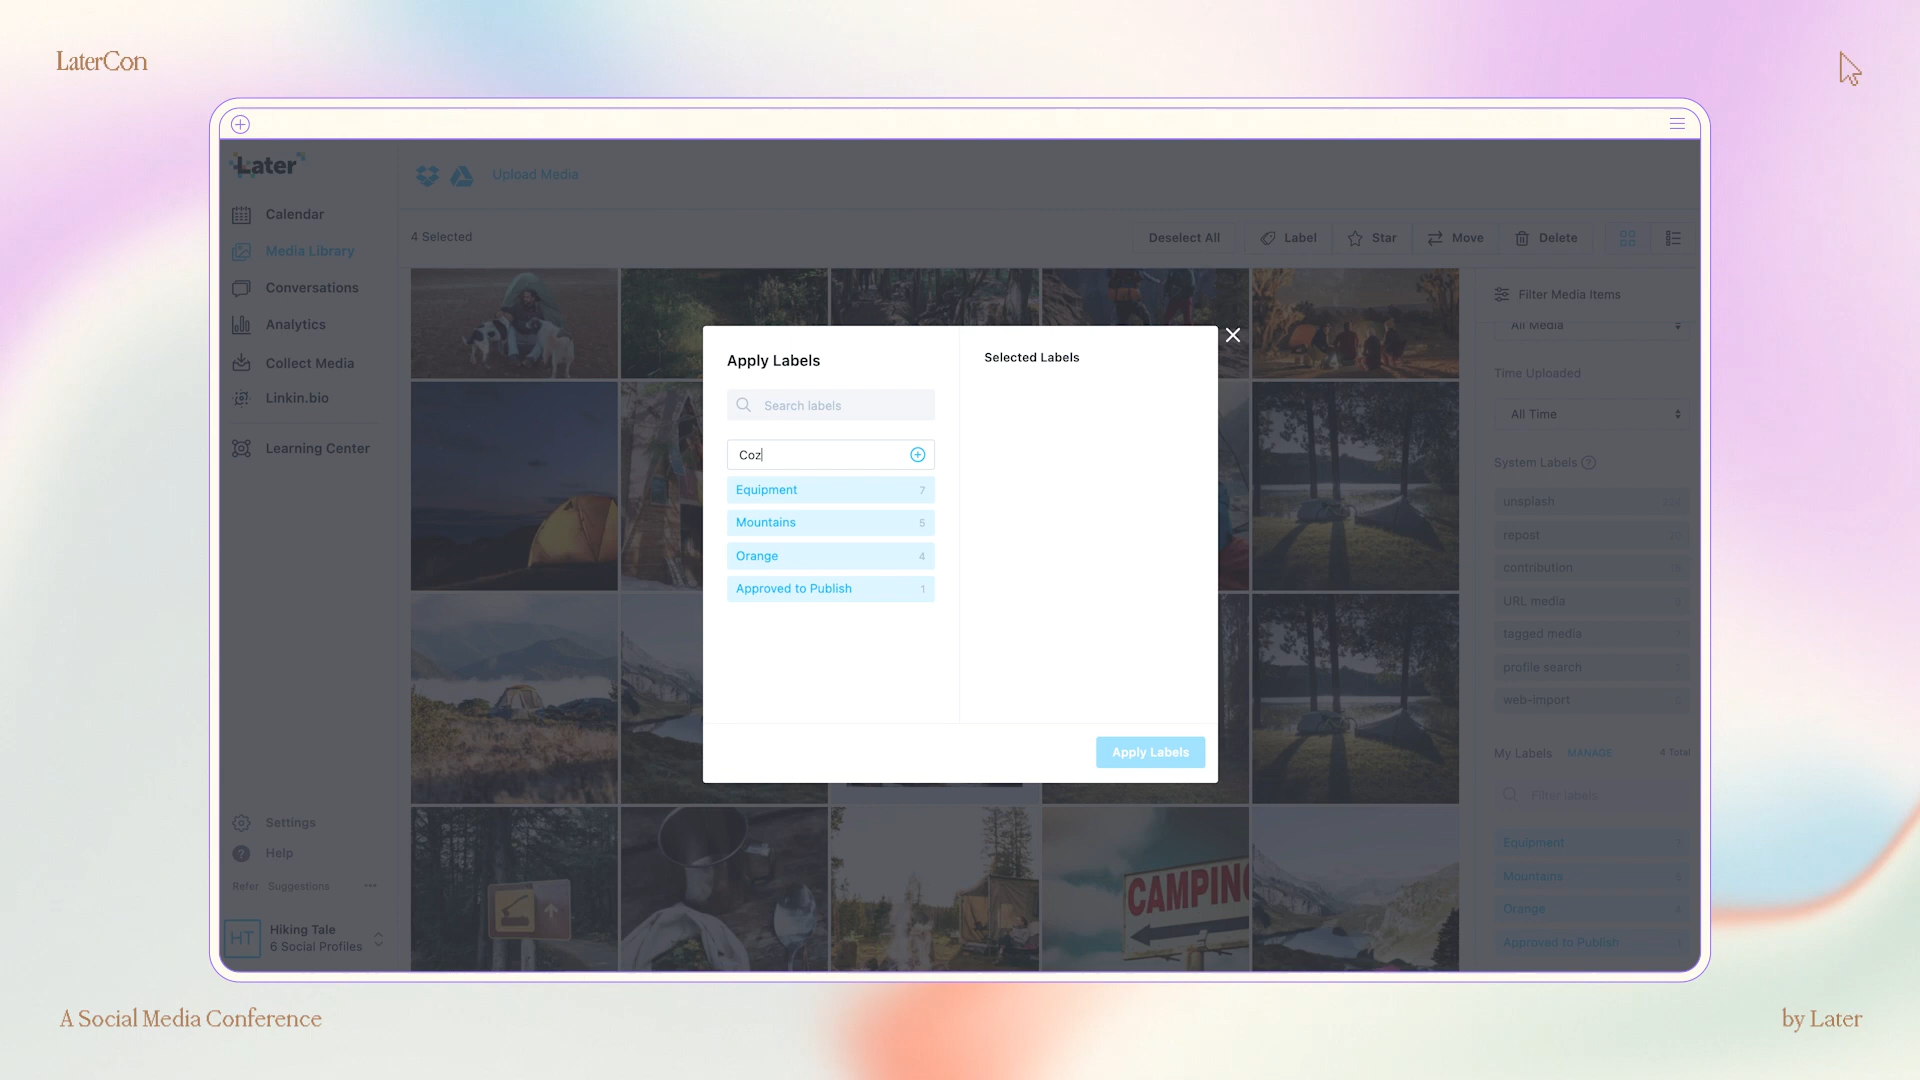 LaterCon
Later
Upload Media
Calendar
Media Library
Conversations
Analytics
Collect Media
Linkin.bio
Learning Center
Settings
Help
Refer Suggestions
HT
Hiking Tale
6 Social Profiles
4 Selected
Deselect All
Label
Star
Move
Delete
Apply Labels
Search labels
Coz
Equipment 7
Mountains 5
Orange 4
Approved to Publish 1
Selected Labels
Apply Labels
CAMPING
Filter Media Items
All Media
Time Uploaded
All Time
System Labels
unsplash
repost
contribution
URL media
tagged media
profile search
web-import
My Labels MANAGE 4 Total
Filter labels
Equipment
Mountains
Orange 4
Approved to Publish 1
A Social Media Conference
by Later